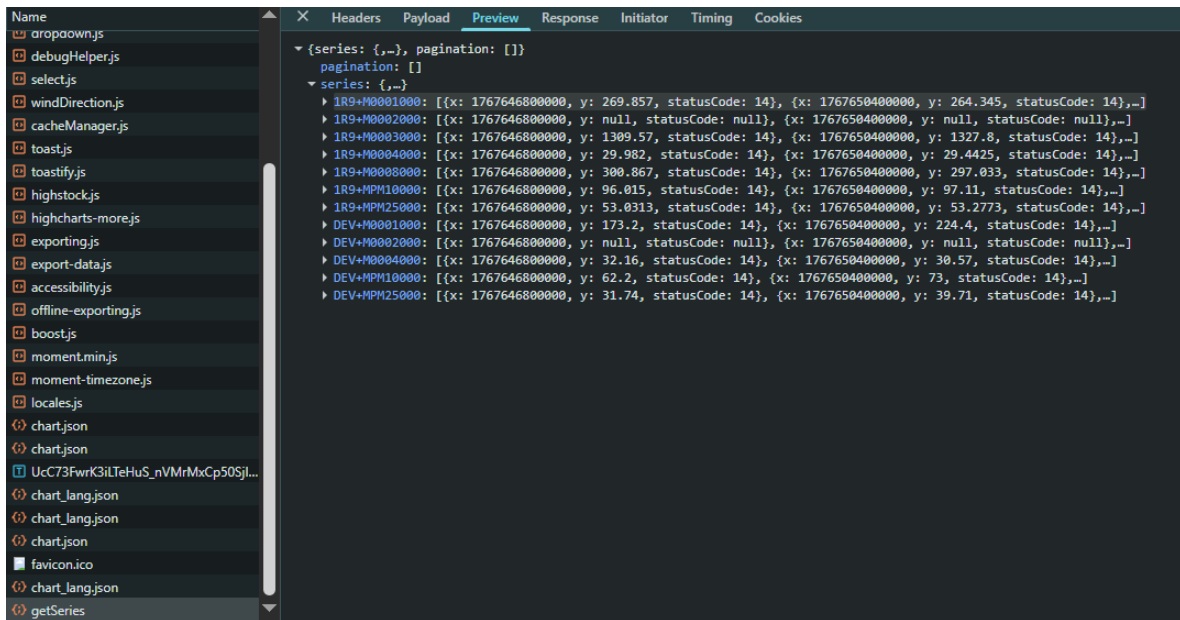 Name
dropdown.js
debugHelper.js
select.js
windDirection.js
cacheManager.js
toast.js
toastify.js
highstock.js
highcharts-more.js
exporting.js
export-data.js
accessibility.js
offline-exporting.js
boost.js
moment.min.js
moment-timezone.js
locales.js
chart.json
chart.json
UcC73FwrK3iLTeHuS_nVMrMxCp50SjI...
chart_lang.json
chart_lang.json
chart.json
favicon.ico
chart_lang.json
getSeries
Headers Payload Preview Response Initiator Timing Cookies
{series: {,…}, pagination: []}
pagination: []
series: {,…}
1R9+M0001000: [{x: 1767646800000, y: 269.857, statusCode: 14}, {x: 1767650400000, y: 264.345, statusCode: 14},…]
1R9+M0002000: [{x: 1767646800000, y: null, statusCode: null}, {x: 1767650400000, y: null, statusCode: null},…]
1R9+M0003000: [{x: 1767646800000, y: 1309.57, statusCode: 14}, {x: 1767650400000, y: 1327.8, statusCode: 14},…]
1R9+M0004000: [{x: 1767646800000, y: 29.982, statusCode: 14}, {x: 1767650400000, y: 29.4425, statusCode: 14},…]
1R9+M0008000: [{x: 1767646800000, y: 300.867, statusCode: 14}, {x: 1767650400000, y: 297.033, statusCode: 14},…]
1R9+MPM10000: [{x: 1767646800000, y: 96.015, statusCode: 14}, {x: 1767650400000, y: 97.11, statusCode: 14},…]
1R9+MPM25000: [{x: 1767646800000, y: 53.0313, statusCode: 14}, {x: 1767650400000, y: 53.2773, statusCode: 14},…]
DEV+M0001000: [{x: 1767646800000, y: 173.2, statusCode: 14}, {x: 1767650400000, y: 224.4, statusCode: 14},…]
DEV+M0002000: [{x: 1767646800000, y: null, statusCode: null}, {x: 1767650400000, y: null, statusCode: null},…]
DEV+M0004000: [{x: 1767646800000, y: 32.16, statusCode: 14}, {x: 1767650400000, y: 30.57, statusCode: 14},…]
DEV+MPM10000: [{x: 1767646800000, y: 62.2, statusCode: 14}, {x: 1767650400000, y: 73, statusCode: 14},…]
DEV+MPM25000: [{x: 1767646800000, y: 31.74, statusCode: 14}, {x: 1767650400000, y: 39.71, statusCode: 14},…]